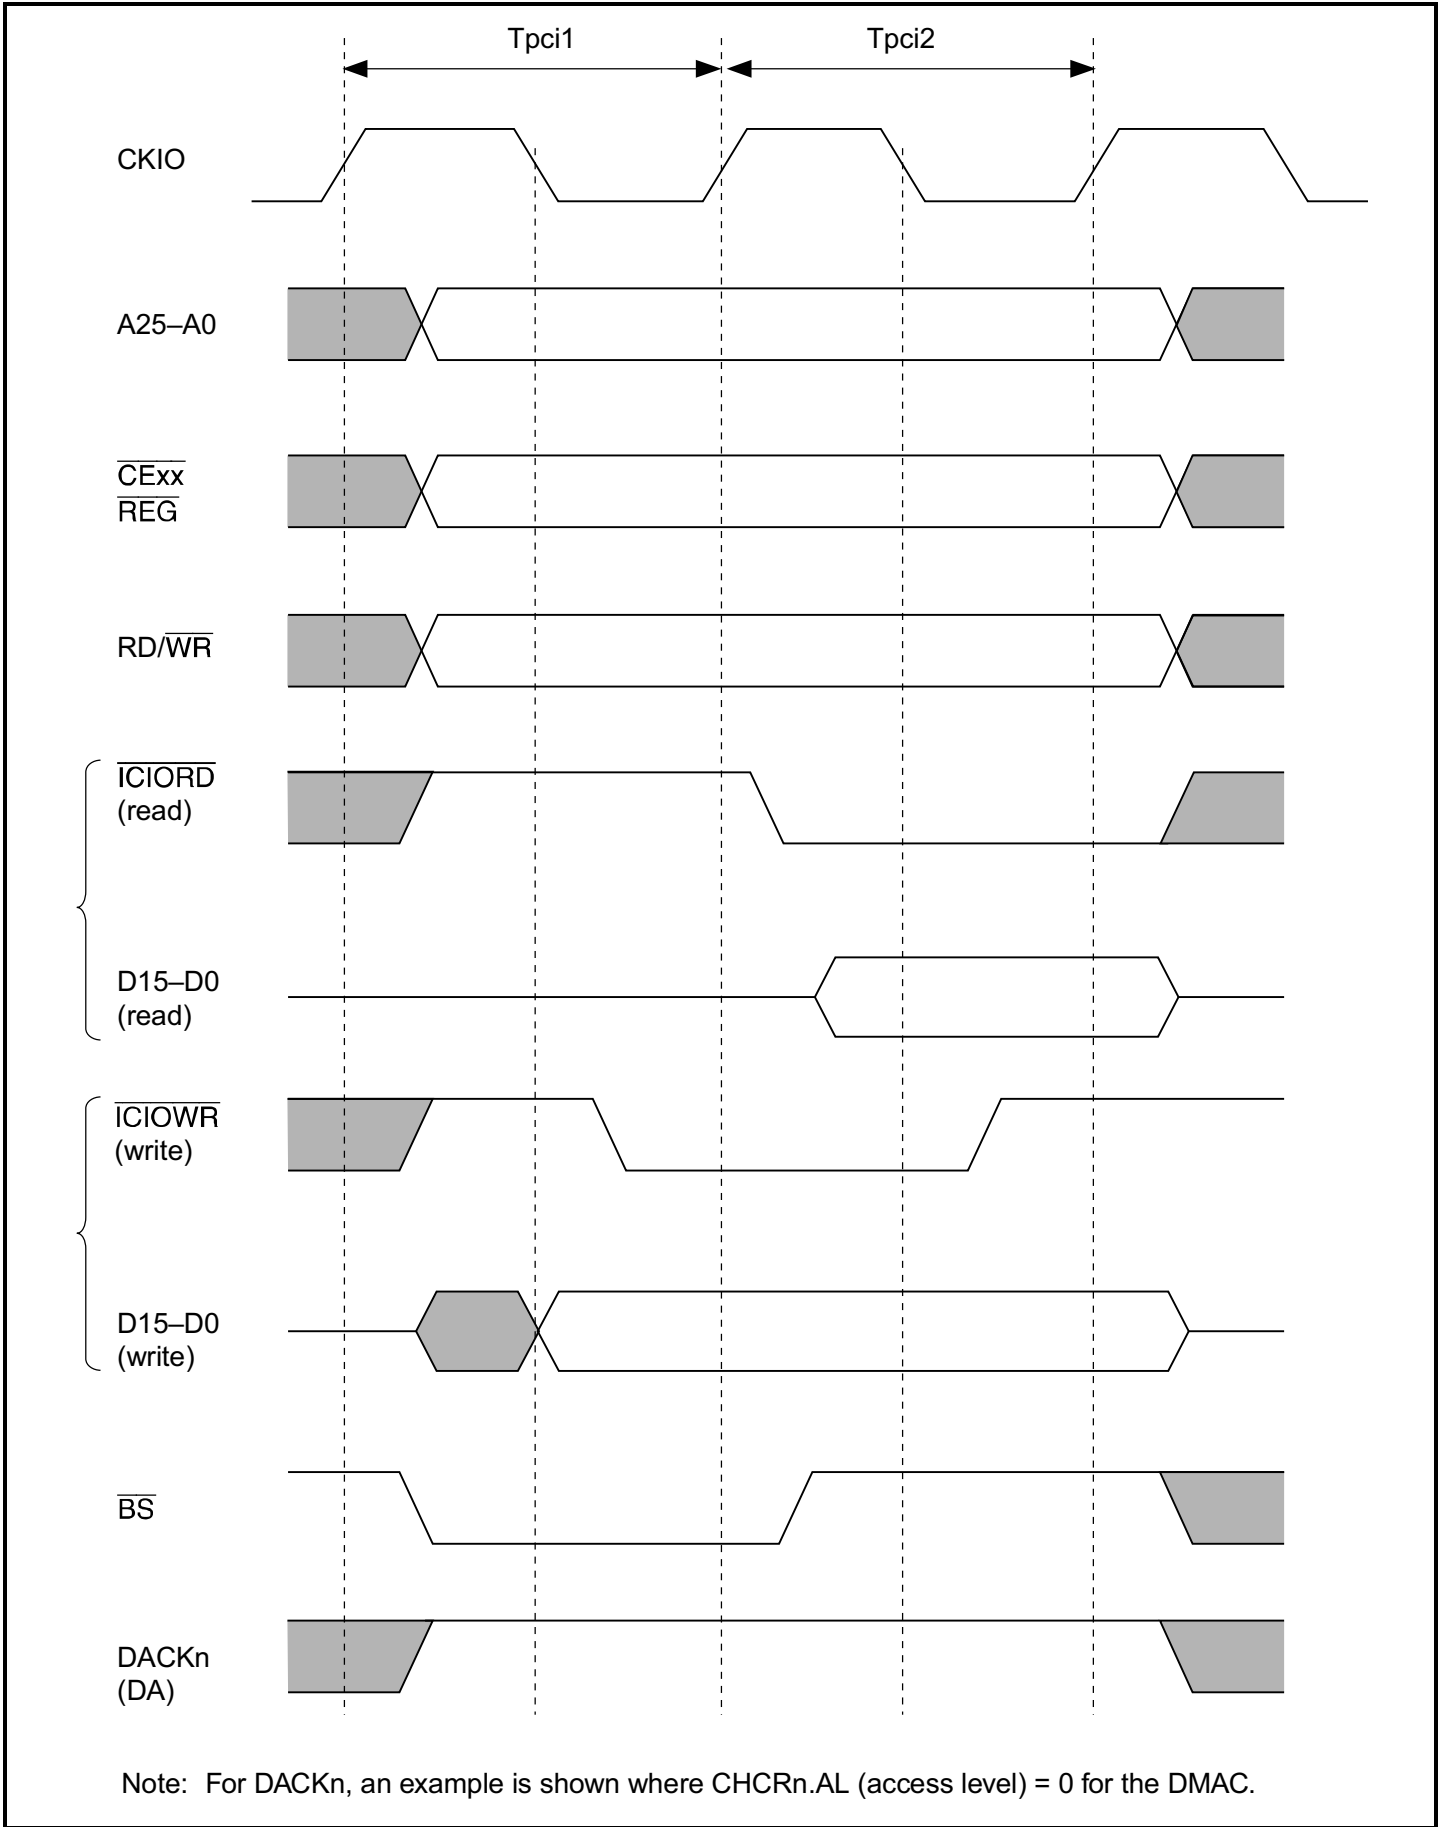 Tpci1 Tpci2
CKIO
A25–A0
CExx
REG
RD/WR
ICIORD
(read)
D15–D0
(read)
ICIOWR
(write)
D15–D0
(write)
BS
DACKn
(DA)
Note: For DACKn, an example is shown where CHCRn.AL (access level) = 0 for the DMAC.